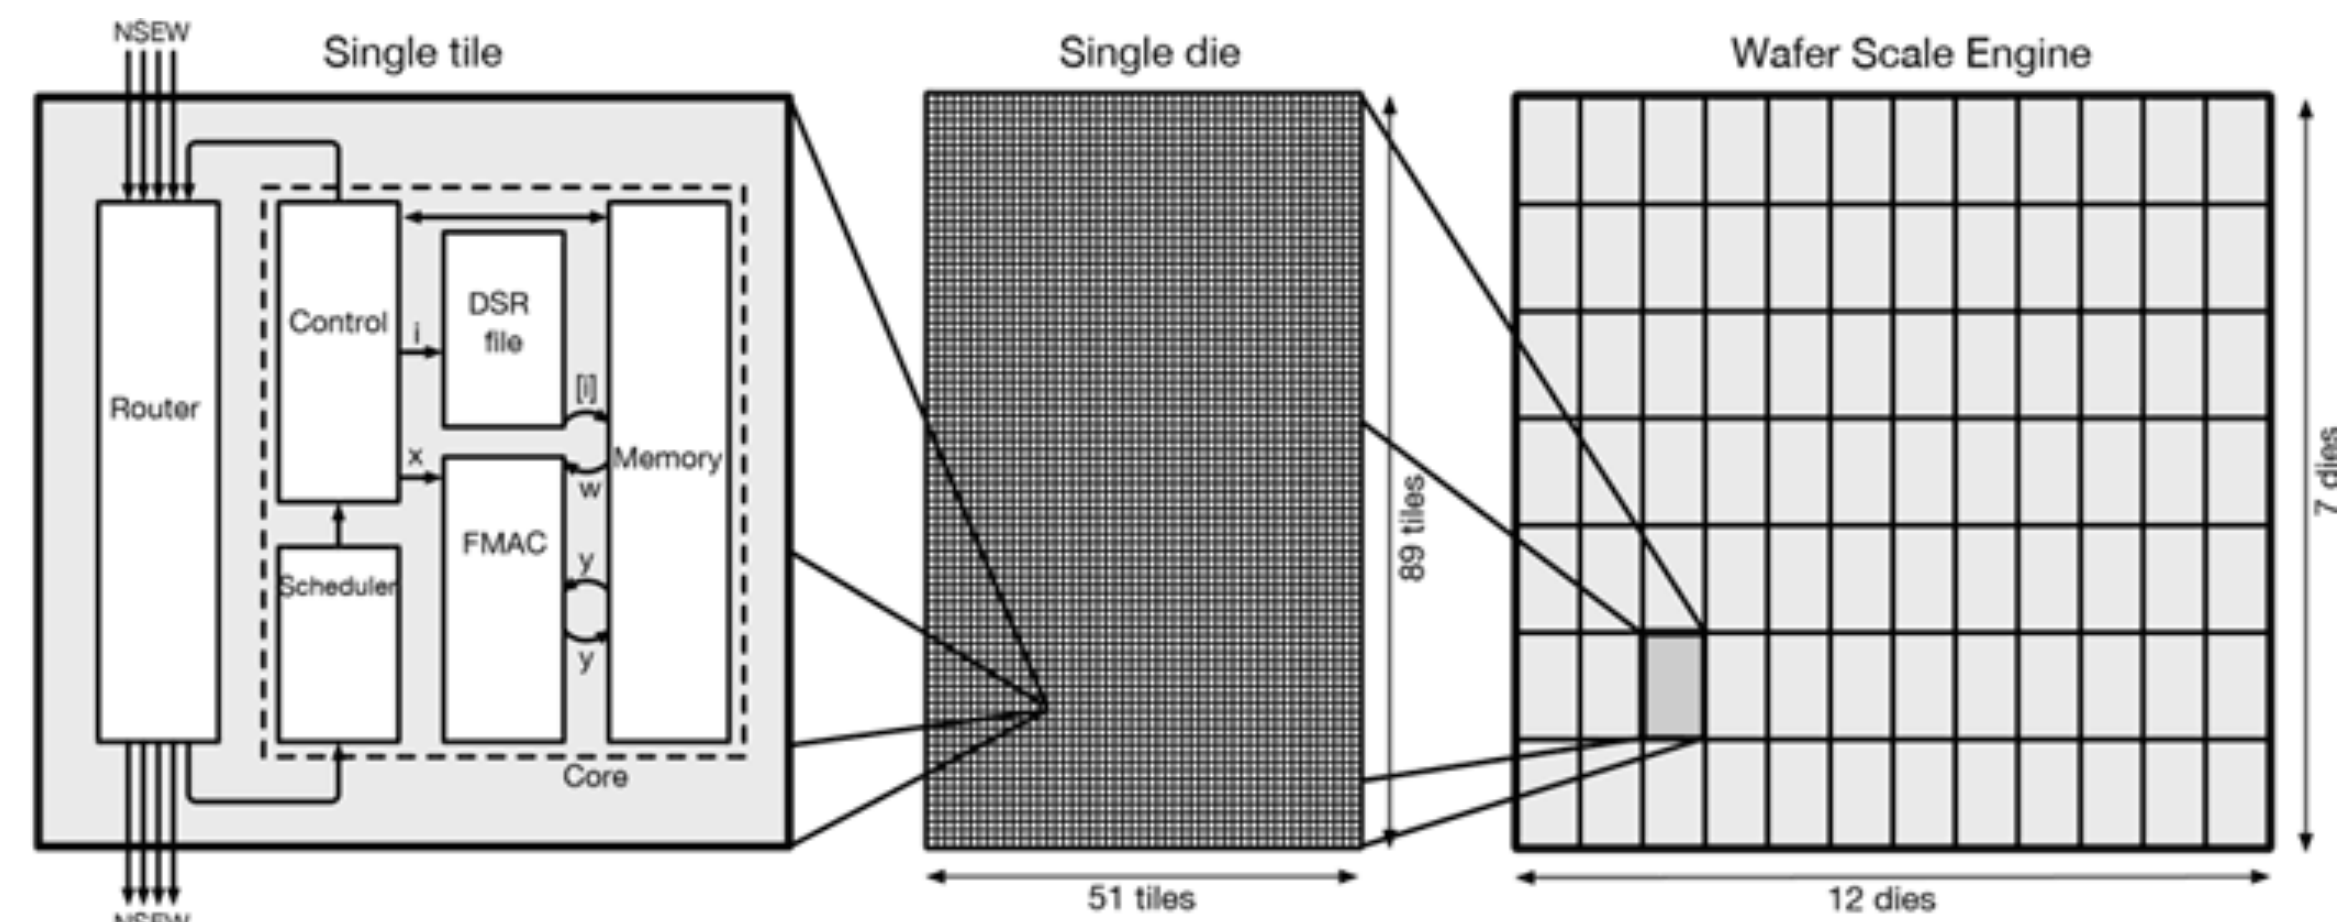 NSEW
Single tile
Single die
Wafer Scale Engine
Control
DSR
file
i
[i]
Router
x
Memory
w
FMAC
y
Scheduler
y
Core
89 tiles
7 dies
51 tiles
12 dies
NSEW